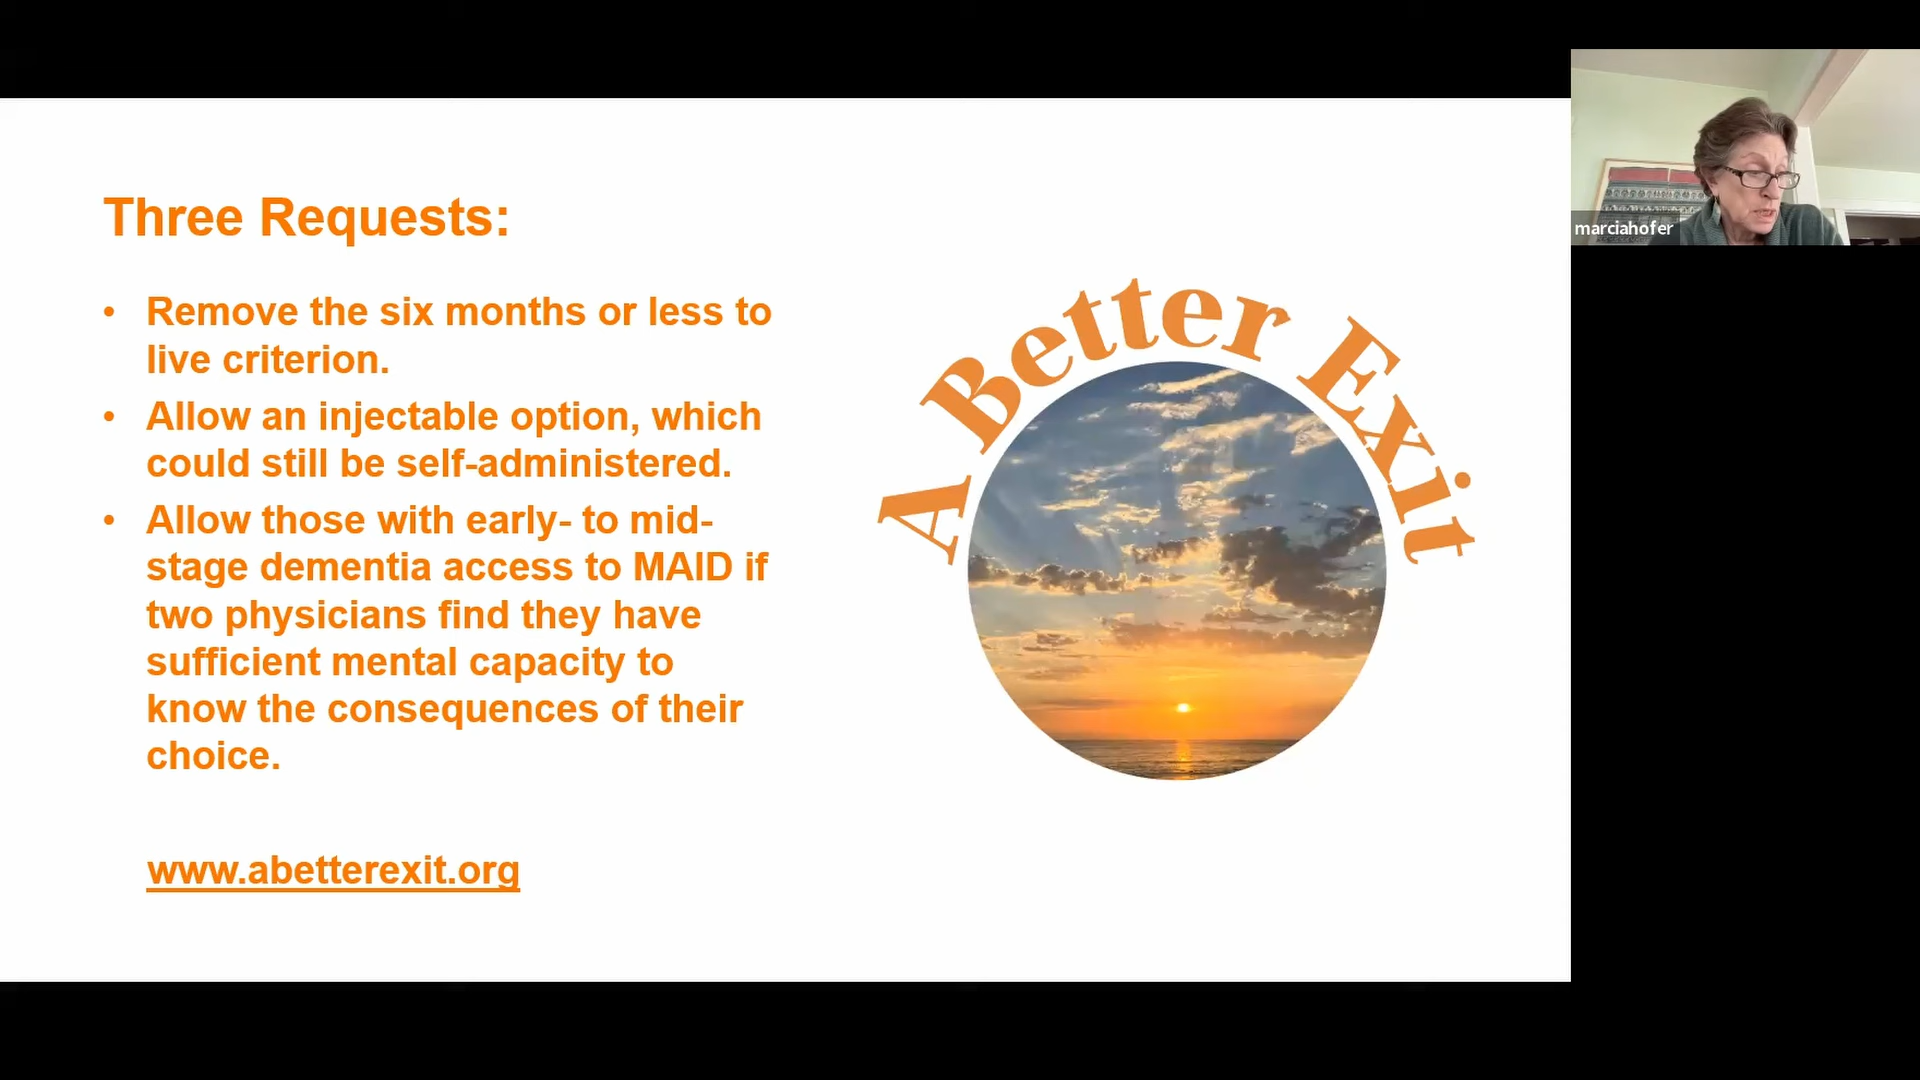 Three Requests:
• Remove the six months or less to
live criterion.
• Allow an injectable option, which
could still be self-administered.
• Allow those with early- to mid-
stage dementia access to MAID if
two physicians find they have
sufficient mental capacity to
know the consequences of their
choice.
www.abetterexit.org
A Better Exit
marciahofer